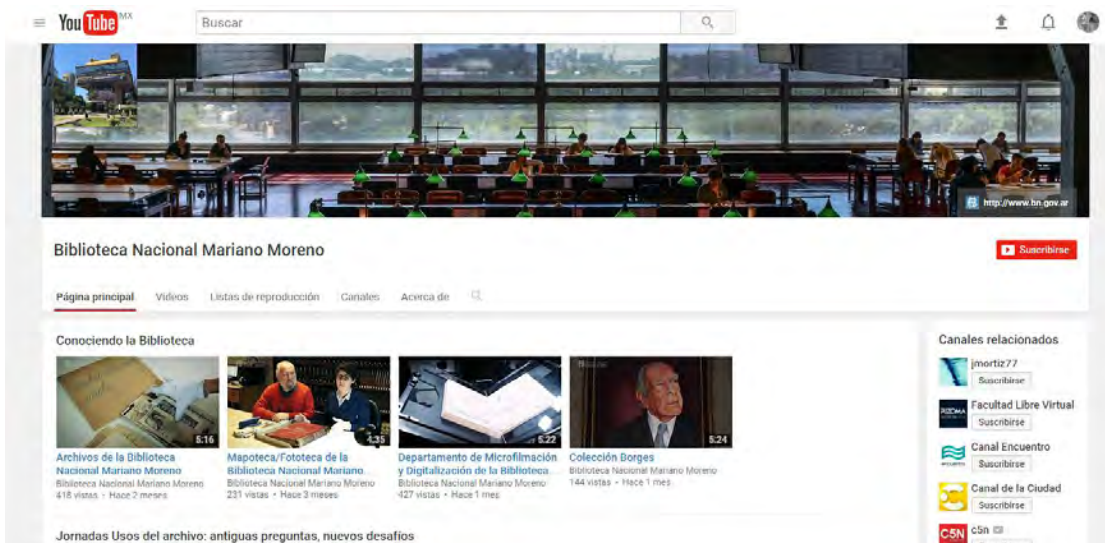 YouTube MX
Buscar
http://www.bn.gov.ar
Biblioteca Nacional Mariano Moreno
Suscribirse
Página principal Videos Listas de reproducción Canales Acerca de
Conociendo la Biblioteca
5:16
Archivos de la Biblioteca
Nacional Mariano Moreno
Biblioteca Nacional Mariano Moreno
418 vistas • Hace 2 meses
4:35
Mapoteca/Fototeca de la
Biblioteca Nacional Mariano...
Biblioteca Nacional Mariano Moreno
231 vistas • Hace 3 meses
5:22
Departamento de Microfilmación
y Digitalización de la Biblioteca...
Biblioteca Nacional Mariano Moreno
427 vistas • Hace 1 mes
5:24
Colección Borges
Biblioteca Nacional Mariano Moreno
144 vistas • Hace 1 mes
Jornadas Usos del archivo: antiguas preguntas, nuevos desafíos
Canales relacionados
jmortiz77
Suscribirse
RIZOMA
Facultad Libre Virtual
Suscribirse
encuentro
Canal Encuentro
Suscribirse
Canal de la Ciudad
Suscribirse
C5N
c5n